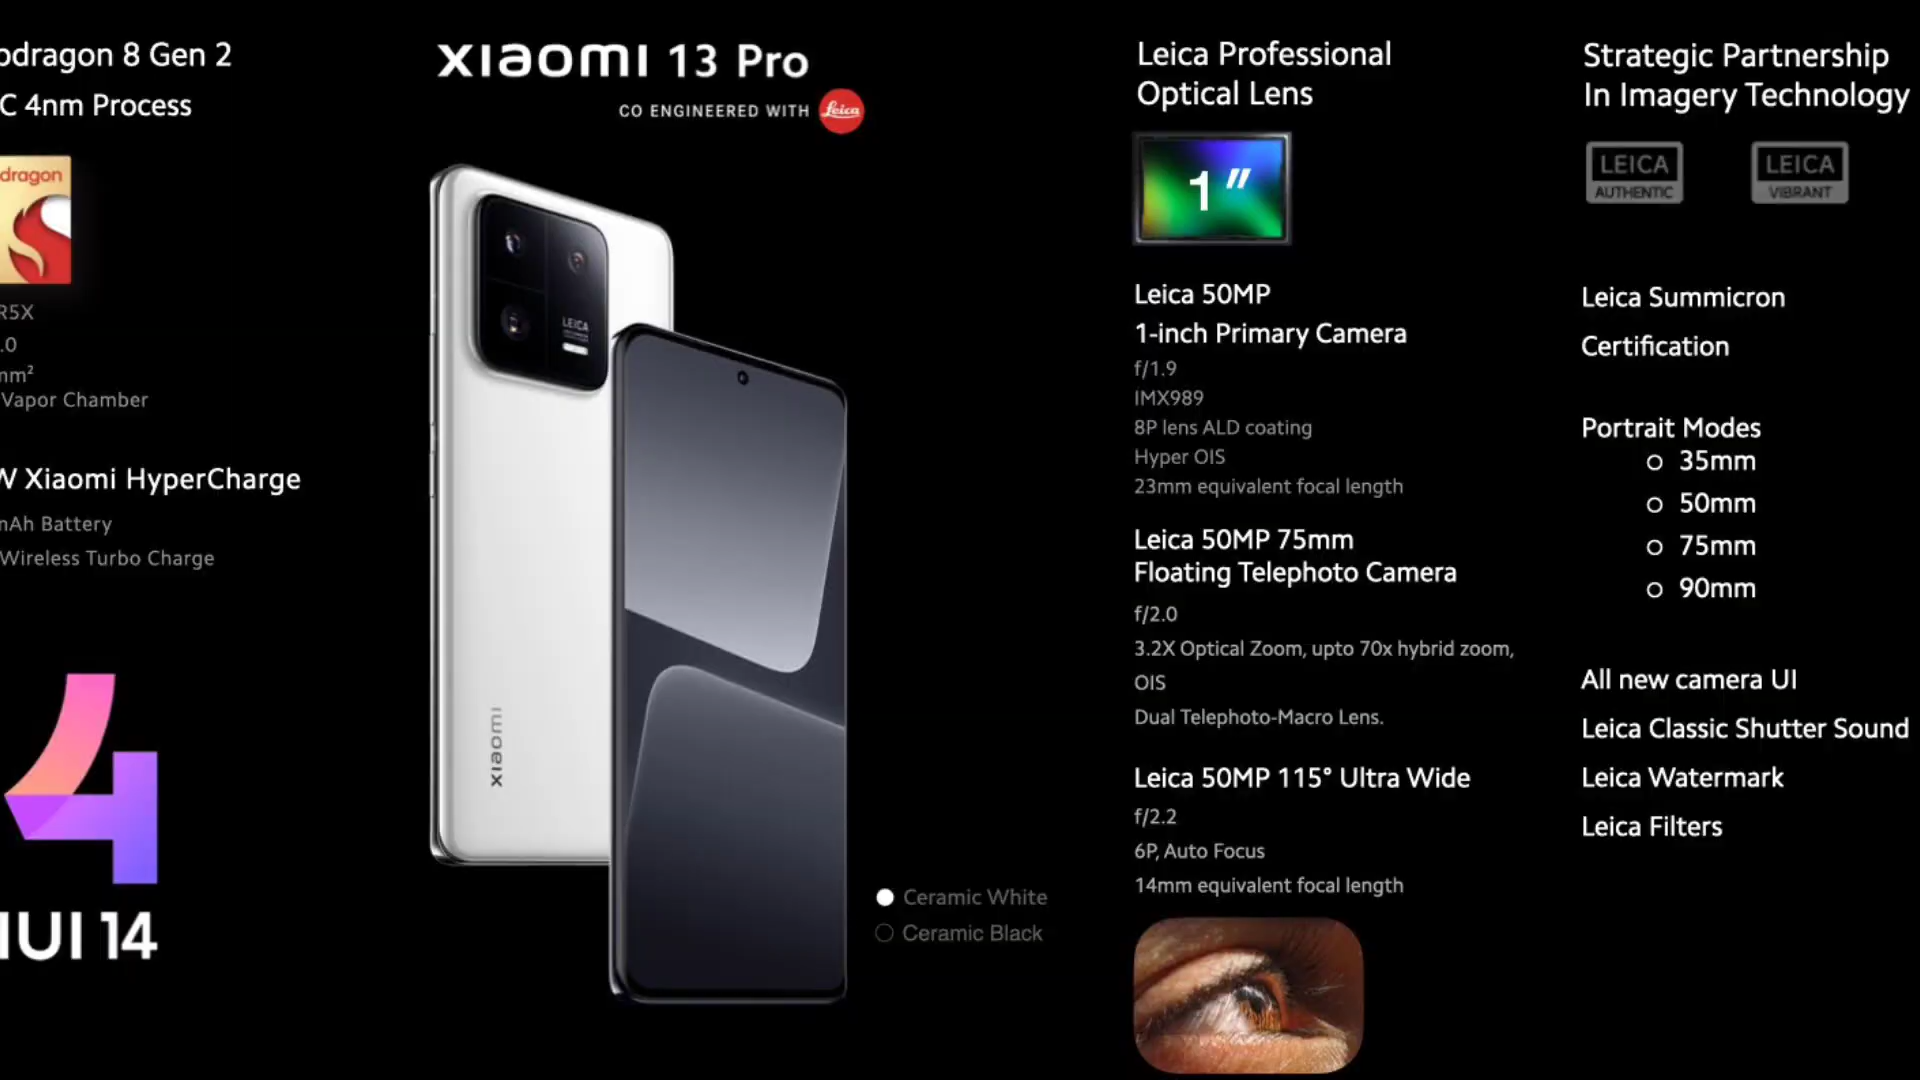 pdragon 8 Gen 2
C 4nm Process
dragon
R5X
.0
mm²
Vapor Chamber
W Xiaomi HyperCharge
mAh Battery
Wireless Turbo Charge
IUI 14
xiaomi 13 Pro
CO ENGINEERED WITH Leica
LEICA
xiaomi
Ceramic White
Ceramic Black
Leica Professional
Optical Lens
1″
Leica 50MP
1-inch Primary Camera
f/1.9
IMX989
8P lens ALD coating
Hyper OIS
23mm equivalent focal length
Leica 50MP 75mm
Floating Telephoto Camera
f/2.0
3.2X Optical Zoom, upto 70x hybrid zoom,
OIS
Dual Telephoto-Macro Lens.
Leica 50MP 115° Ultra Wide
f/2.2
6P, Auto Focus
14mm equivalent focal length
Strategic Partnership
In Imagery Technology
LEICA
AUTHENTIC
LEICA
VIBRANT
Leica Summicron
Certification
Portrait Modes
35mm
50mm
75mm
90mm
All new camera UI
Leica Classic Shutter Sound
Leica Watermark
Leica Filters